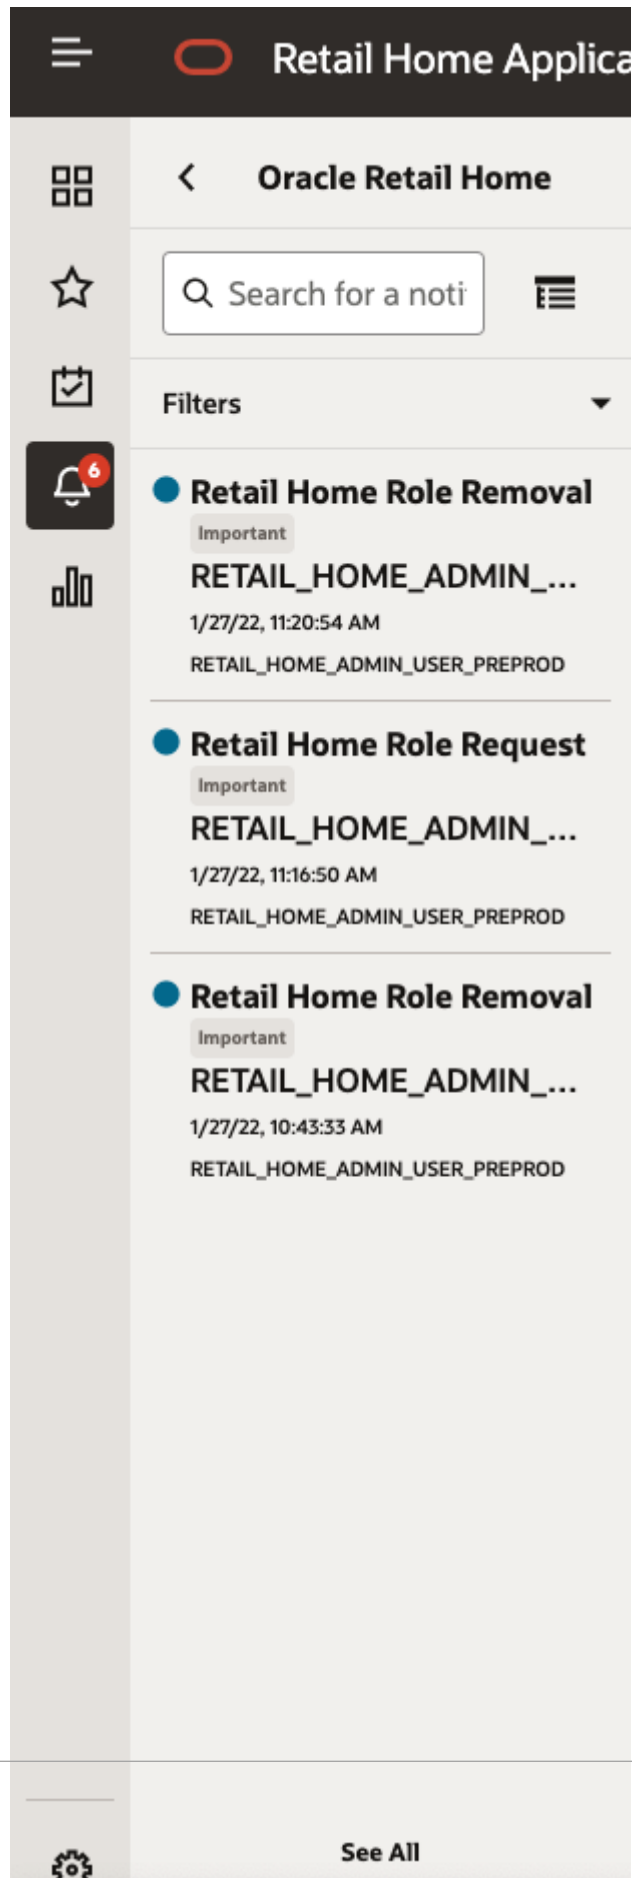 Retail Home Applica
Oracle Retail Home
Search for a noti
Filters
6
Retail Home Role Removal
Important
RETAIL_HOME_ADMIN_...
1/27/22, 11:20:54 AM
RETAIL_HOME_ADMIN_USER_PREPROD
Retail Home Role Request
Important
RETAIL_HOME_ADMIN_...
1/27/22, 11:16:50 AM
RETAIL_HOME_ADMIN_USER_PREPROD
Retail Home Role Removal
Important
RETAIL_HOME_ADMIN_...
1/27/22, 10:43:33 AM
RETAIL_HOME_ADMIN_USER_PREPROD
See All